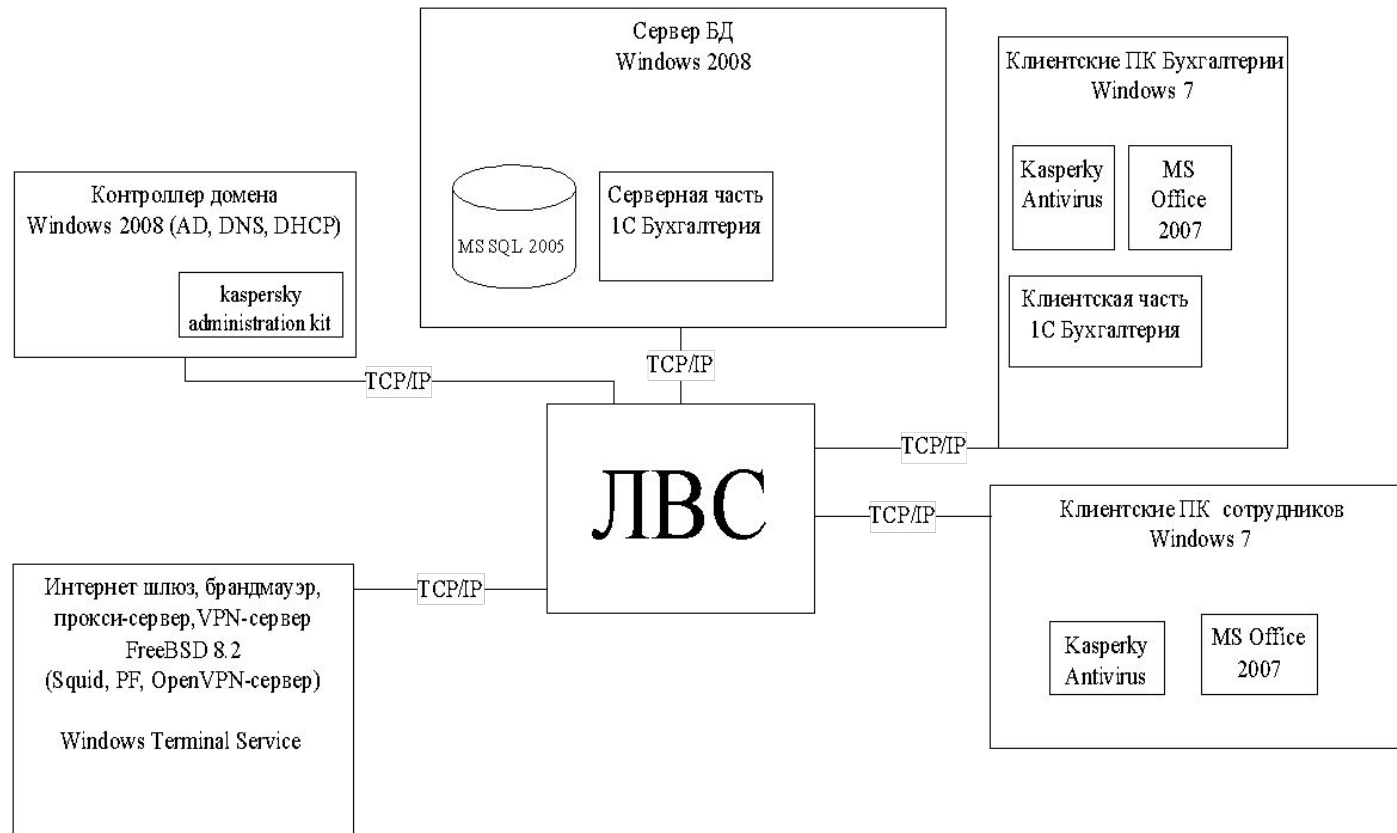 Сервер БД
Windows 2008
MS SQL 2005
Серверная часть
1С Бухгалтерия
Клиентские ПК Бухгалтерии
Windows 7
Kasperky
Antivirus
MS
Office
2007
Клиентская часть
1С Бухгалтерия
Контроллер домена
Windows 2008 (AD, DNS, DHCP)
kaspersky
administration kit
TCP/IP
TCP/IP
TCP/IP
ЛВС
TCP/IP
TCP/IP
Клиентские ПК сотрудников
Windows 7
Kasperky
Antivirus
MS Office
2007
Интернет шлюз, брандмауэр,
прокси-сервер,VPN-сервер
FreeBSD 8.2
(Squid, PF, OpenVPN-сервер)
Windows Terminal Service